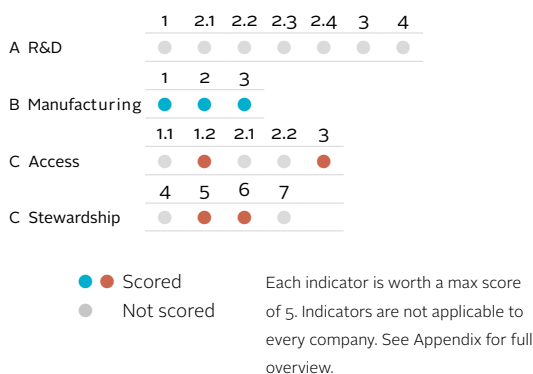 1 2.1 2.2 2.3 2.4 3 4
A R&D
1 2 3
B Manufacturing
1.1 1.2 2.1 2.2 3
C Access
4 5 6 7
C Stewardship
Scored
Not scored
Each indicator is worth a max score
of 5. Indicators are not applicable to
every company. See Appendix for full
overview.